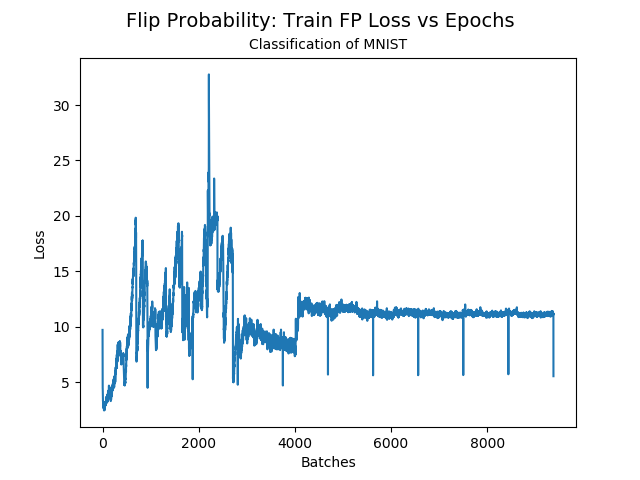 Flip Probability: Train FP Loss vs Epochs
Classification of MNIST
30
25
20
15
10
5
Loss
0 2000 4000 6000 8000
Batches